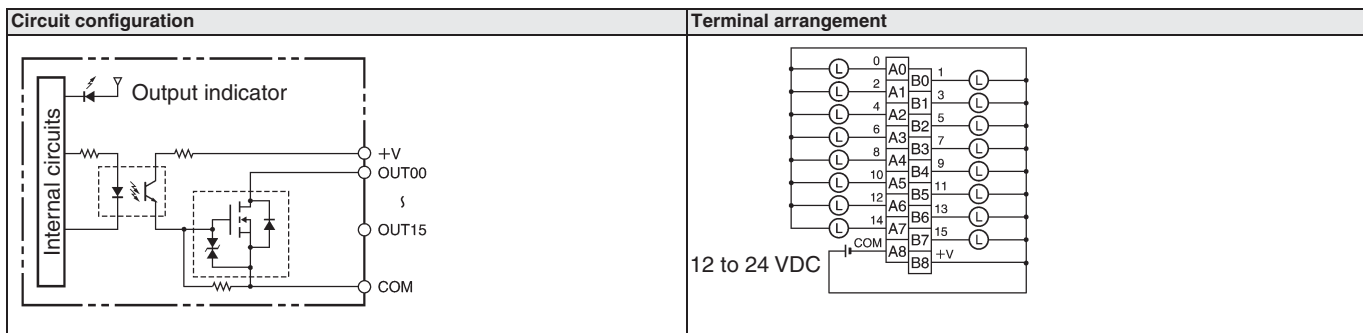 Circuit configuration
Terminal arrangement
Output indicator
Internal circuits
+V
OUT00
~
OUT15
COM
0 A0
B0 1 L
L 2 A1
B1 3 L
L 4 A2
B2 5 L
L 6 A3
B3 7 L
L 8 A4
B4 9 L
L 10 A5
B5 11 L
L 12 A6
B6 13 L
L 14 A7
B7 15 L
L
COM A8
B8 +V
12 to 24 VDC